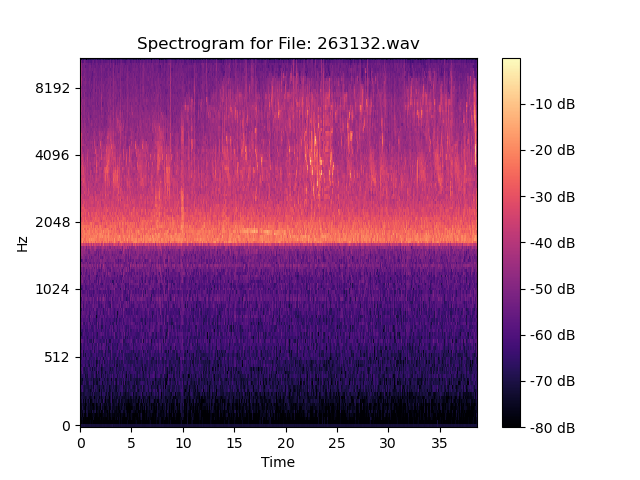 Spectrogram for File: 263132.wav
8192
4096
2048
1024
512
0
Hz
0 5 10 15 20 25 30 35
Time
-10 dB
-20 dB
-30 dB
-40 dB
-50 dB
-60 dB
-70 dB
-80 dB